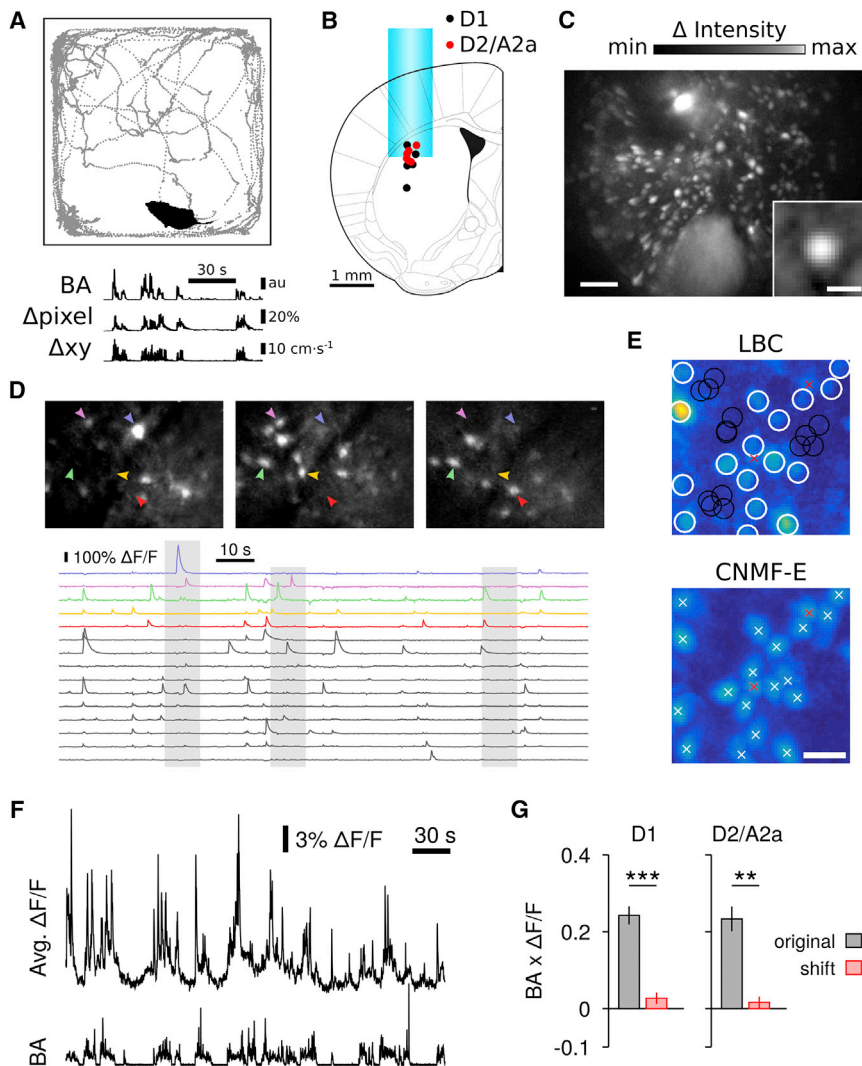 A
B
D1
D2/A2a
C
Δ Intensity
min
max
30 s
BA
au
Δpixel
20%
Δxy
10 cm·s⁻¹
1 mm
D
100% ΔF/F
10 s
E
LBC
CNMF-E
F
3% ΔF/F
30 s
Avg. ΔF/F
BA
G
D1
D2/A2a
0.4
0.2
0
-0.1
BA x ΔF/F
***
**
original
shift